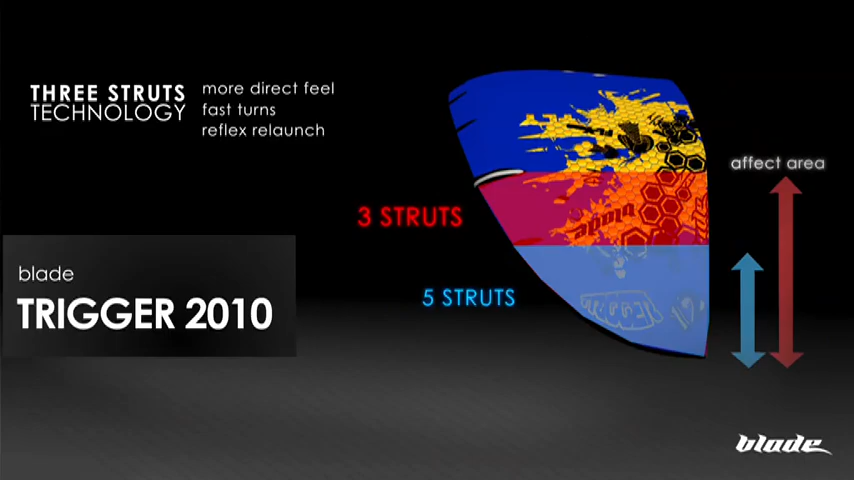 THREE STRUTS
TECHNOLOGY
more direct feel
fast turns
reflex relaunch
affect area
3 STRUTS
blade
5 STRUTS
blade
TRIGGER 2010
blade